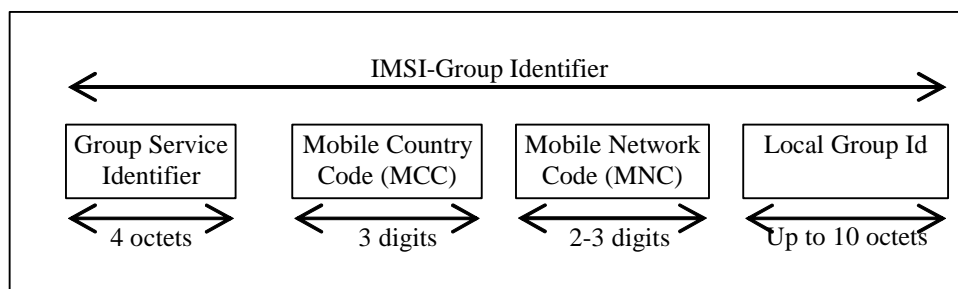 IMSI-Group Identifier
Group Service
Identifier
Mobile Country
Code (MCC)
Mobile Network
Code (MNC)
Local Group Id
4 octets
3 digits
2-3 digits
Up to 10 octets